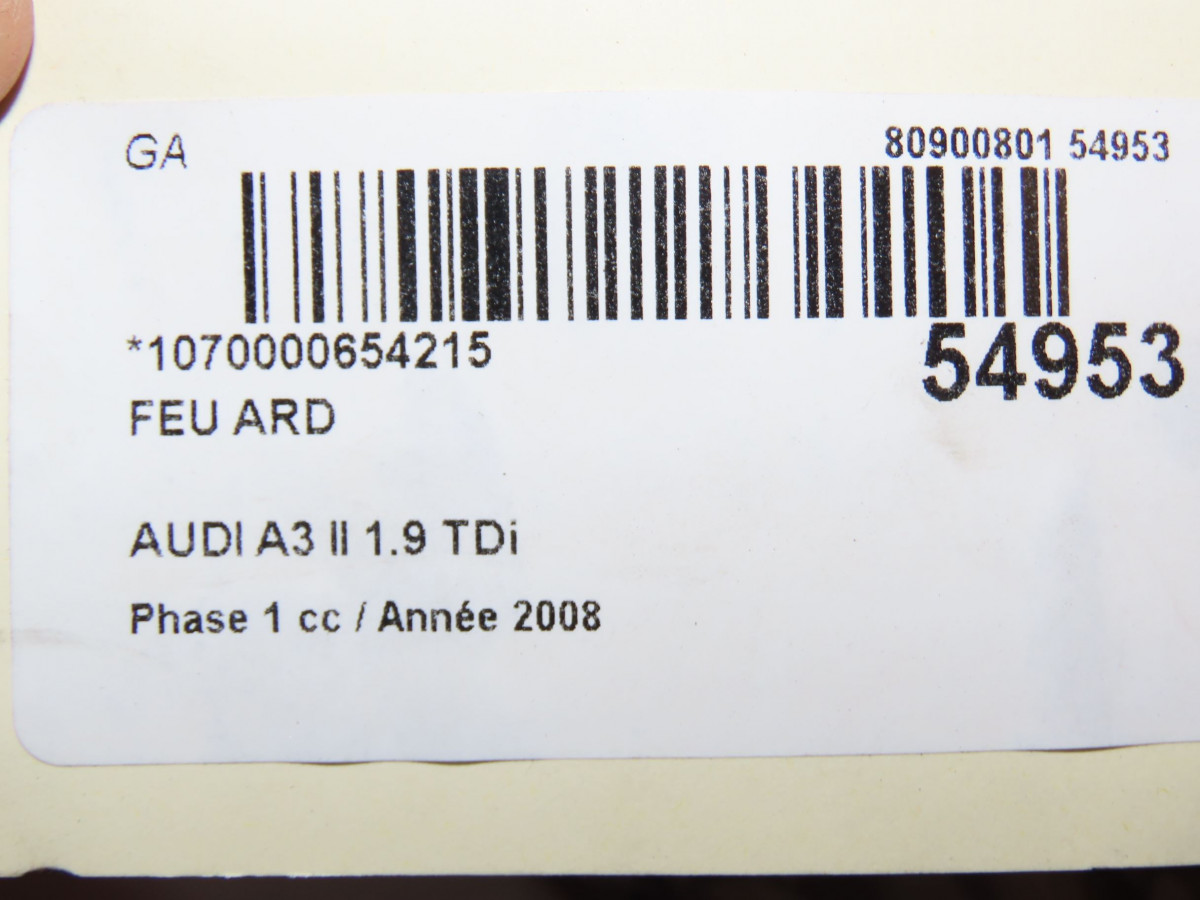 GA
80900801 54953
*1070000654215
54953
FEU ARD
AUDI A3 II 1.9 TDi
Phase 1 cc / Année 2008